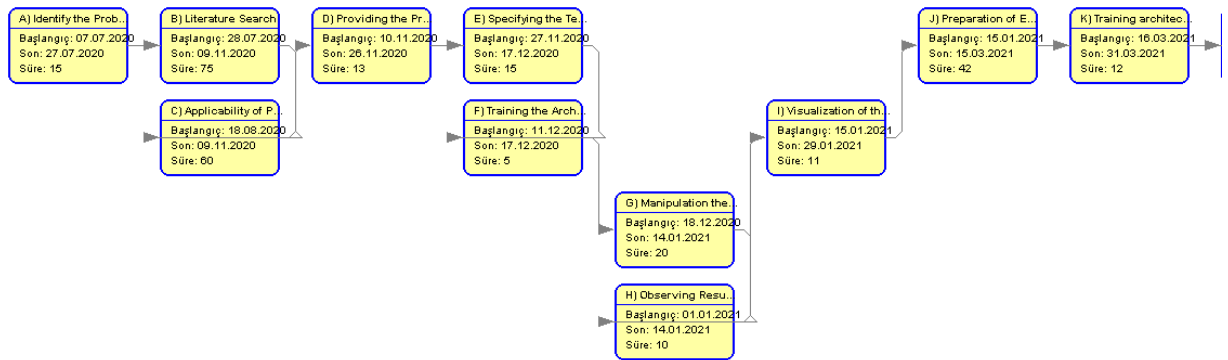 A) Identify the Prob...
Başlangıç: 07.07.2020
Son: 27.07.2020
Süre: 15
B) Literature Search
Başlangıç: 28.07.2020
Son: 09.11.2020
Süre: 75
C) Applicability of P...
Başlangıç: 18.08.2020
Son: 09.11.2020
Süre: 60
D) Providing the Pr...
Başlangıç: 10.11.2020
Son: 26.11.2020
Süre: 13
E) Specifying the Te...
Başlangıç: 27.11.2020
Son: 17.12.2020
Süre: 15
F) Training the Arch...
Başlangıç: 11.12.2020
Son: 17.12.2020
Süre: 5
G) Manipulation the...
Başlangıç: 18.12.2020
Son: 14.01.2021
Süre: 20
H) Observing Resu...
Başlangıç: 01.01.2021
Son: 14.01.2021
Süre: 10
I) Visualization of th...
Başlangıç: 15.01.2021
Son: 29.01.2021
Süre: 11
J) Preparation of E...
Başlangıç: 15.01.2021
Son: 15.03.2021
Süre: 42
K) Training architec...
Başlangıç: 16.03.2021
Son: 31.03.2021
Süre: 12